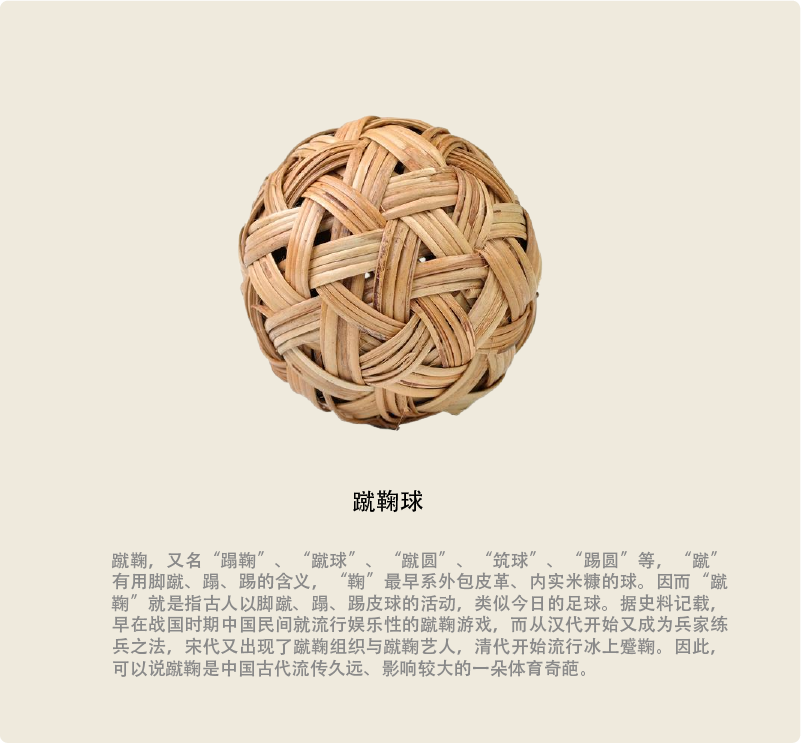 蹴鞠球
蹴鞠，又名“蹋鞠”、“蹴球”、“蹴圆”、“筑球”、“踢圆”等，“蹴”
有用脚蹴、蹋、踢的含义，“鞠”最早系外包皮革、内实米糠的球。因而“蹴
鞠”就是指古人以脚蹴、蹋、踢皮球的活动，类似今日的足球。据史料记载，
早在战国时期中国民间就流行娱乐性的蹴鞠游戏，而从汉代开始又成为兵家练
兵之法，宋代又出现了蹴鞠组织与蹴鞠艺人，清代开始流行冰上蹙鞠。因此，
可以说蹴鞠是中国古代流传久远、影响较大的一朵体育奇葩。